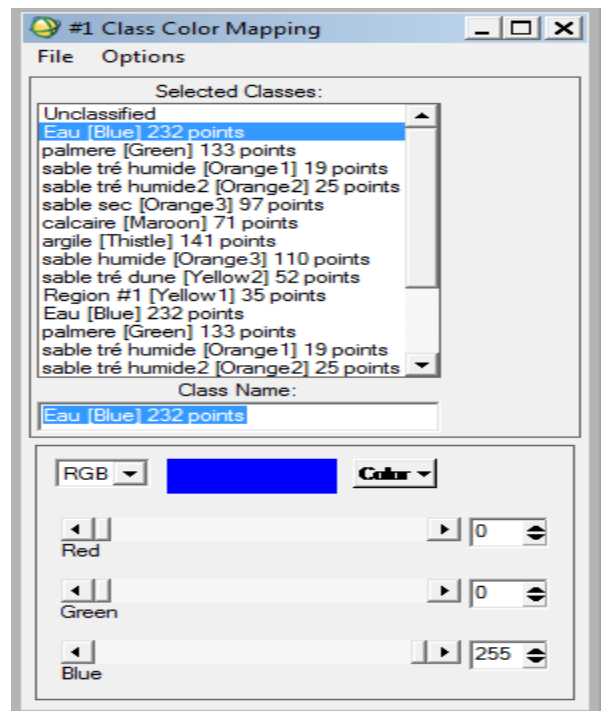 #1 Class Color Mapping
File Options
Selected Classes:
Unclassified
Eau [Blue] 232 points
palmere [Green] 133 points
sable tré humide [Orange1] 19 points
sable tré humide2 [Orange2] 25 points
sable sec [Orange3] 97 points
calcaire [Maroon] 71 points
argile [Thistle] 141 points
sable humide [Orange3] 110 points
sable tré dune [Yellow2] 52 points
Region #1 [Yellow1] 35 points
Eau [Blue] 232 points
palmere [Green] 133 points
sable tré humide [Orange1] 19 points
sable tré humide2 [Orange2] 25 points
Class Name:
Eau [Blue] 232 points
RGB Color
0
Red
0
Green
255
Blue